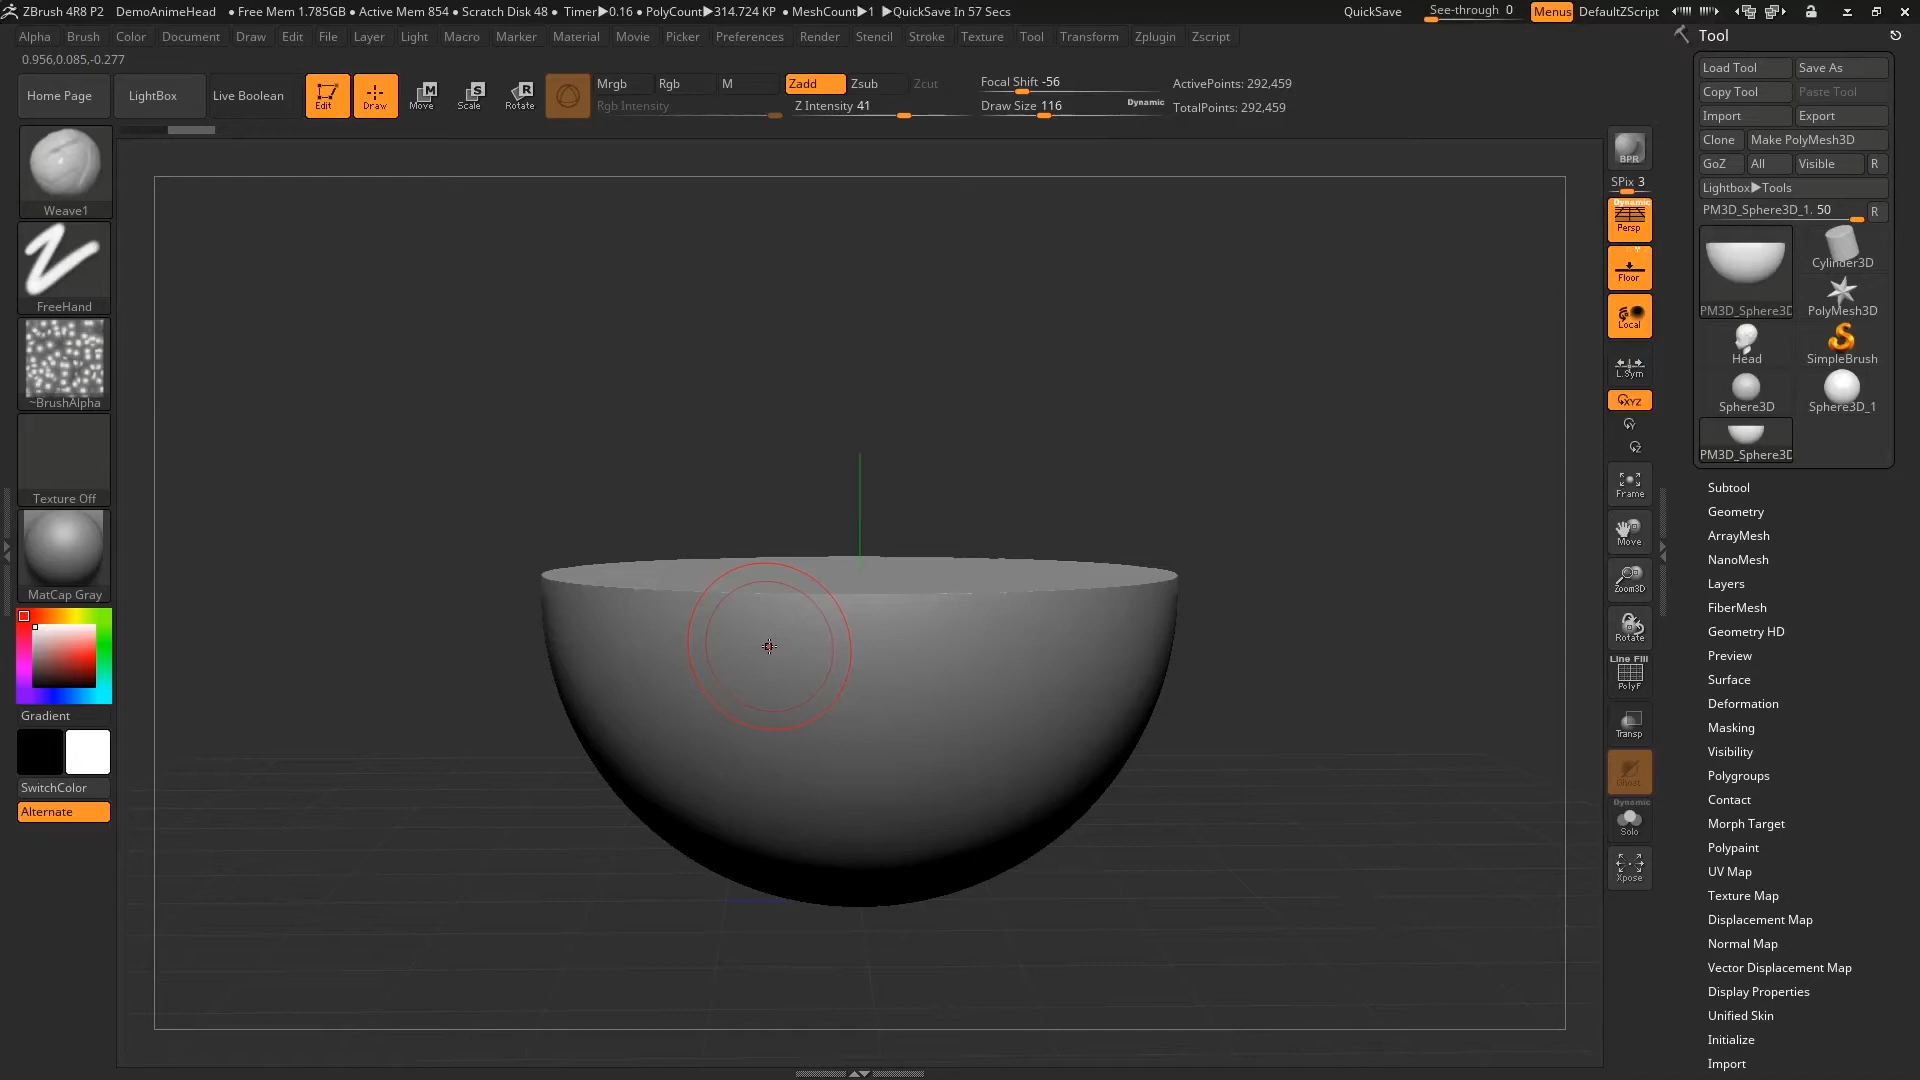 ZBrush 4R8 P2 DemoAnimeHead • Free Mem 1.785GB • Active Mem 854 • Scratch Disk 48 • Timer▶0.16 • PolyCount▶314.724 KP • MeshCount▶1 ▶QuickSave In 57 Secs QuickSave See-through 0 Menus DefaultZScript
Alpha Brush Color Document Draw Edit File Layer Light Macro Marker Material Movie Picker Preferences Render Stencil Stroke Texture Tool Transform Zplugin Zscript
0.956,0.085,-0.277
Home Page LightBox Live Boolean Edit Draw Move Scale Rotate
M S R
Mrgb Rgb M Zadd Zsub Zcut
Rgb Intensity Z Intensity 41
Focal Shift -56
Draw Size 116 Dynamic
ActivePoints: 292,459
TotalPoints: 292,459
Weave1
FreeHand
~BrushAlpha
Texture Off
MatCap Gray
Gradient
SwitchColor
Alternate
BPR
SPix 3
Dynamic
Persp
Floor
Local
L.Sym
XYZ
Y
Z
Frame
Move
Zoom3D
Rotate
Line Fill
PolyF
Transp
Ghost
Dynamic
Solo
Xpose
Tool
Load Tool Save As
Copy Tool Paste Tool
Import Export
Clone Make PolyMesh3D
GoZ All Visible R
Lightbox▶Tools
PM3D_Sphere3D_1. 50 R
PM3D_Sphere3D Cylinder3D
PolyMesh3D
Head SimpleBrush
Sphere3D Sphere3D_1
PM3D_Sphere3D
Subtool
Geometry
ArrayMesh
NanoMesh
Layers
FiberMesh
Geometry HD
Preview
Surface
Deformation
Masking
Visibility
Polygroups
Contact
Morph Target
Polypaint
UV Map
Texture Map
Displacement Map
Normal Map
Vector Displacement Map
Display Properties
Unified Skin
Initialize
Import